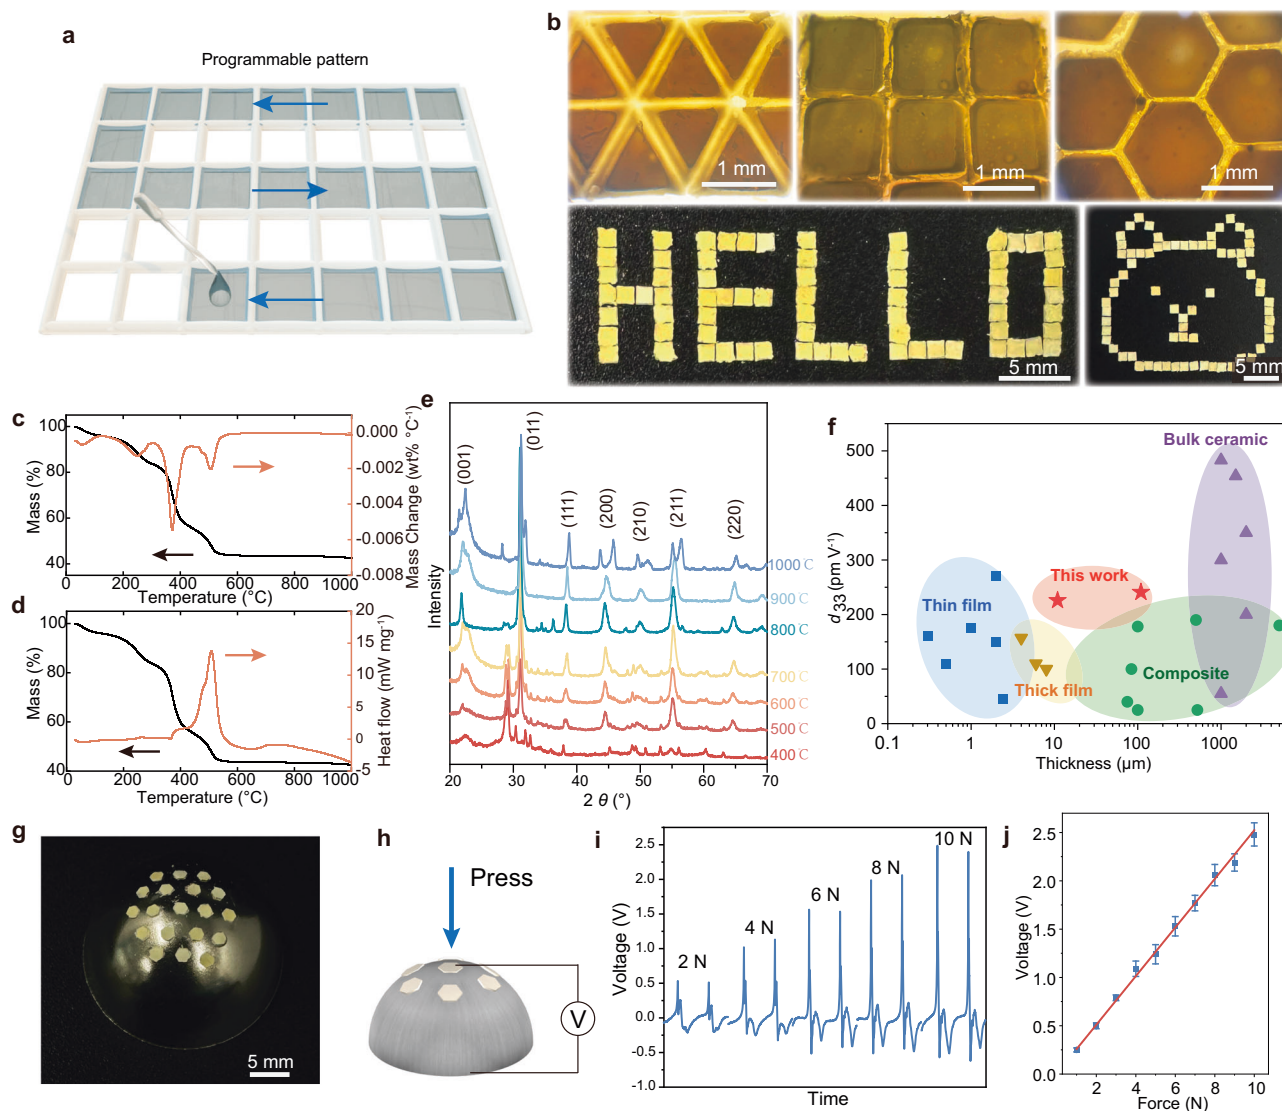 a
Programmable pattern
b
1 mm
1 mm
1 mm
HELLO
5 mm
5 mm
c
100
80
60
40
Mass (%)
0 200 400 600 800 1000
Temperature (°C)
0.000
-0.002
-0.004
-0.006
-0.008
Mass Change (wt% °C⁻¹)
d
100
80
60
40
Mass (%)
0 200 400 600 800 1000
Temperature (°C)
20
15
10
5
0
-5
Heat flow (mW mg⁻¹)
e
(001)
(011)
(111)
(200)
(210)
(211)
(220)
1000℃
900℃
800℃
700℃
600℃
500℃
400℃
Intensity
20 30 40 50 60 70
2 θ (°)
f
500
400
300
200
100
0
d33 (pm V⁻¹)
Bulk ceramic
This work
Thin film
Thick film
Composite
0.1 1 10 100 1000
Thickness (µm)
g
5 mm
h
Press
V
i
2.5
2.0
1.5
1.0
0.5
0.0
-0.5
-1.0
Voltage (V)
2 N
4 N
6 N
8 N
10 N
Time
j
2.5
2.0
1.5
1.0
0.5
0.0
Voltage (V)
2 4 6 8 10
Force (N)